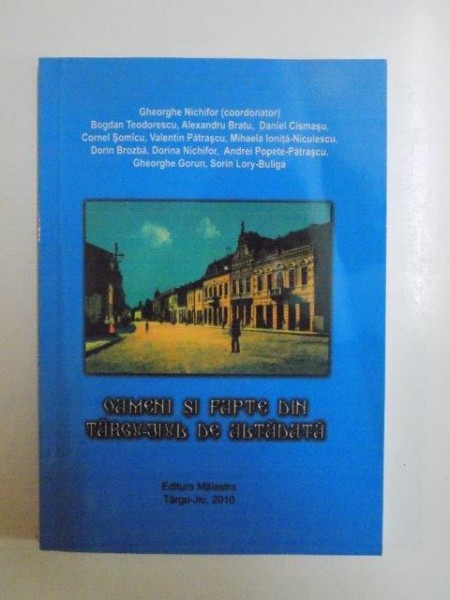 Gheorghe Nichifor (coordonator)
Bogdan Teodorescu, Alexandru Bratu, Daniel Cismașu,
Cornel Șomîcu, Valentin Pătrașcu, Mihaela Ioniță-Niculescu,
Dorin Brozbă, Dorina Nichifor, Andrei Popete-Pătrașcu,
Gheorghe Gorun, Sorin Lory-Buliga
OAMENI ȘI FAPTE DIN
TÂRGU-JIUL DE ALTĂDATĂ
Editura Măiastra
Târgu-Jiu, 2010